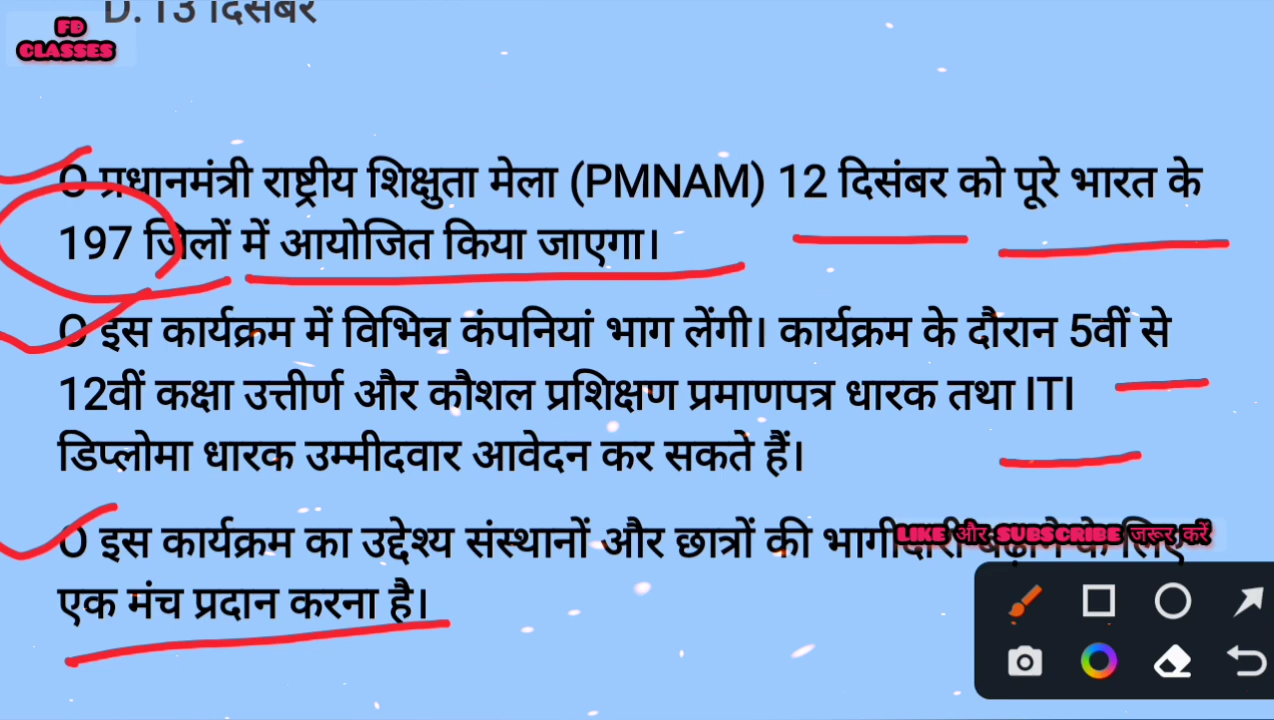 D. 13 दिसंबर
FD
CLASSES
O प्रधानमंत्री राष्ट्रीय शिक्षुता मेला (PMNAM) 12 दिसंबर को पूरे भारत के
197 जिलों में आयोजित किया जाएगा।
O इस कार्यक्रम में विभिन्न कंपनियां भाग लेंगी। कार्यक्रम के दौरान 5वीं से
12वीं कक्षा उत्तीर्ण और कौशल प्रशिक्षण प्रमाणपत्र धारक तथा ITI
डिप्लोमा धारक उम्मीदवार आवेदन कर सकते हैं।
O इस कार्यक्रम का उद्देश्य संस्थानों और छात्रों की भागीदारी बढ़ाने के लिए
LIKE और SUBSCRIBE जरूर करें
एक मंच प्रदान करना है।